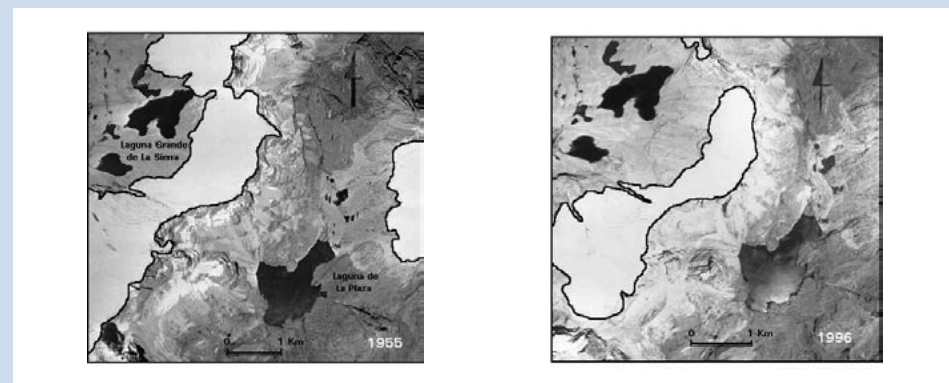 Laguna Grande
de La Sierra
Laguna de
La Plaza
0 1 Km
1955
0 1 Km
1996